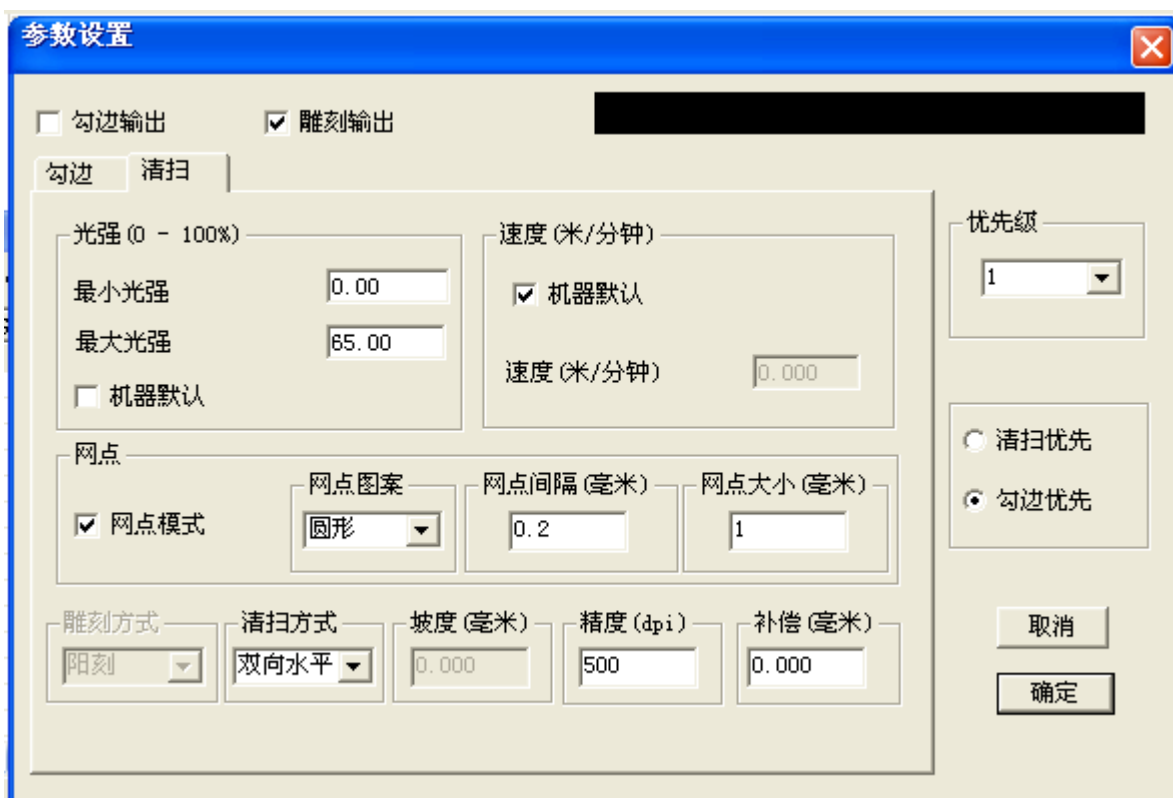 参数设置
勾边输出
雕刻输出
勾边
清扫
光强(0 - 100%)
最小光强
0.00
最大光强
65.00
机器默认
速度(米/分钟)
机器默认
速度(米/分钟)
0.000
优先级
1
网点
网点模式
网点图案
圆形
网点间隔(毫米)
0.2
网点大小(毫米)
1
清扫优先
勾边优先
雕刻方式
阳刻
清扫方式
双向水平
坡度(毫米)
0.000
精度(dpi)
500
补偿(毫米)
0.000
取消
确定